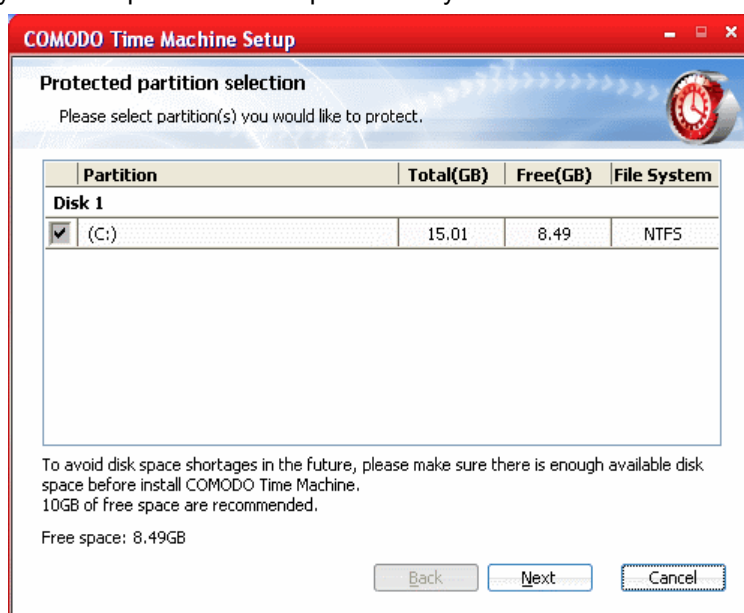 COMODO Time Machine Setup
Protected partition selection
Please select partition(s) you would like to protect.
Partition Total(GB) Free(GB) File System
Disk 1
(C:) 15.01 8.49 NTFS
To avoid disk space shortages in the future, please make sure there is enough available disk
space before install COMODO Time Machine.
10GB of free space are recommended.
Free space: 8.49GB
Back Next Cancel